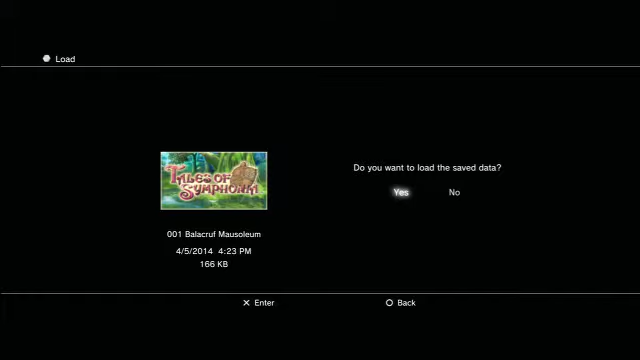 Load
TALES OF
SYMPHONIA
Do you want to load the saved data?
Yes No
001 Balacruf Mausoleum
4/5/2014 4:23 PM
166 KB
Enter Back